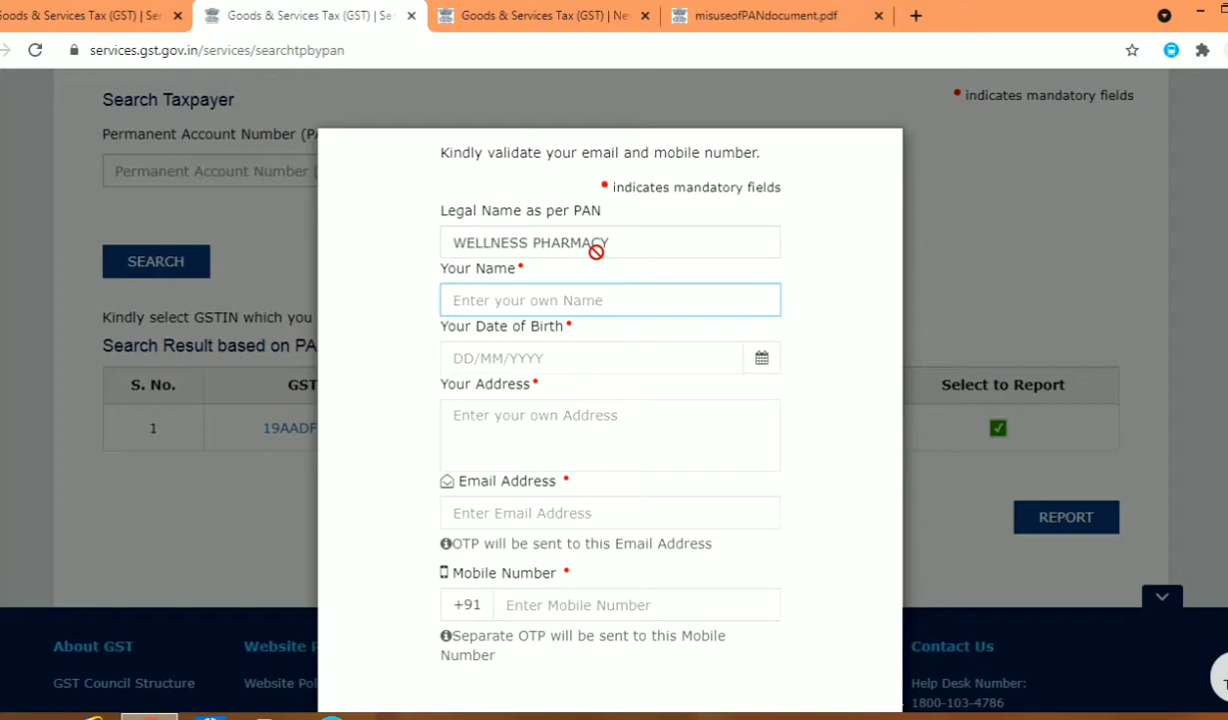 Goods & Services Tax (GST) | Ser
Goods & Services Tax (GST) | Se
Goods & Services Tax (GST) | Ne
misuseofPANdocument.pdf
services.gst.gov.in/services/searchtpbypan
Search Taxpayer
indicates mandatory fields
Permanent Account Number (PA
Permanent Account Number (
SEARCH
Kindly select GSTIN which you
Search Result based on PA
S. No.
GST
Select to Report
1
19AADF
REPORT
Kindly validate your email and mobile number.
• indicates mandatory fields
Legal Name as per PAN
WELLNESS PHARMACY
Your Name•
Enter your own Name
Your Date of Birth•
DD/MM/YYYY
Your Address•
Enter your own Address
Email Address •
Enter Email Address
OTP will be sent to this Email Address
Mobile Number •
+91
Enter Mobile Number
Separate OTP will be sent to this Mobile
Number
About GST
Website P
Contact Us
GST Council Structure
Website Pol
Help Desk Number:
1800-103-4786